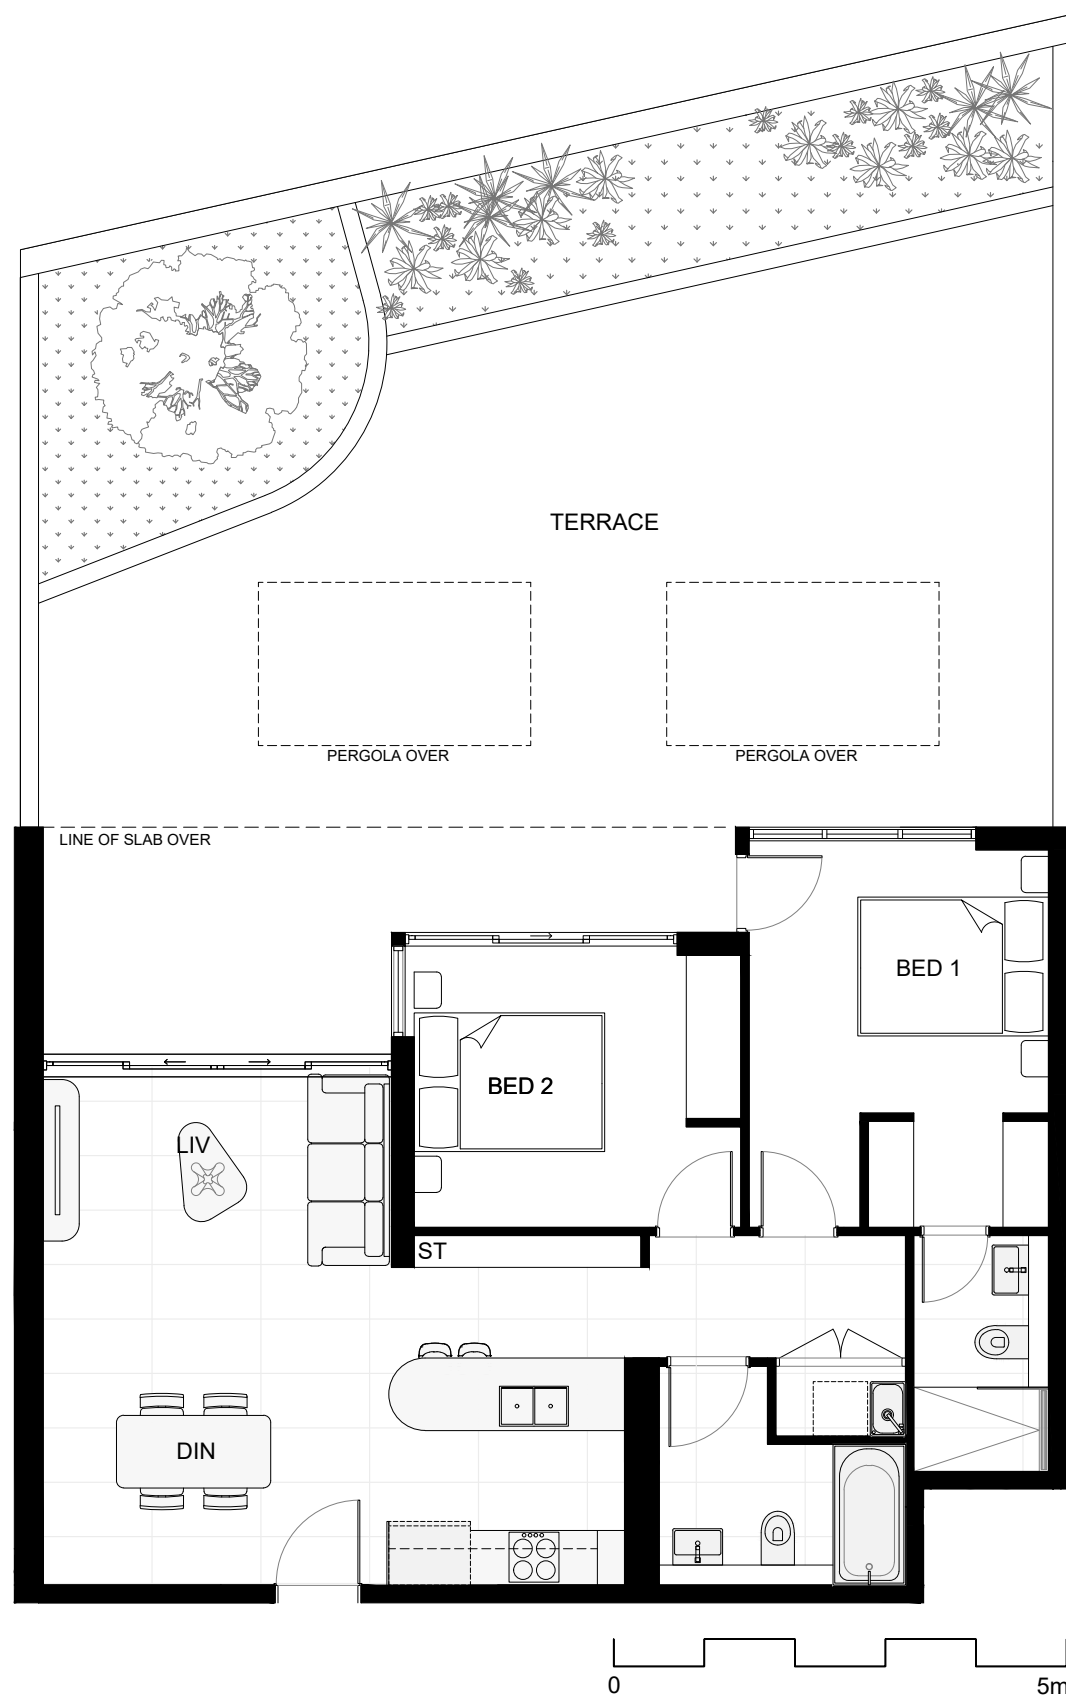 TERRACE
PERGOLA OVER
PERGOLA OVER
LINE OF SLAB OVER
BED 1
BED 2
LIV
ST
DIN
0
5m